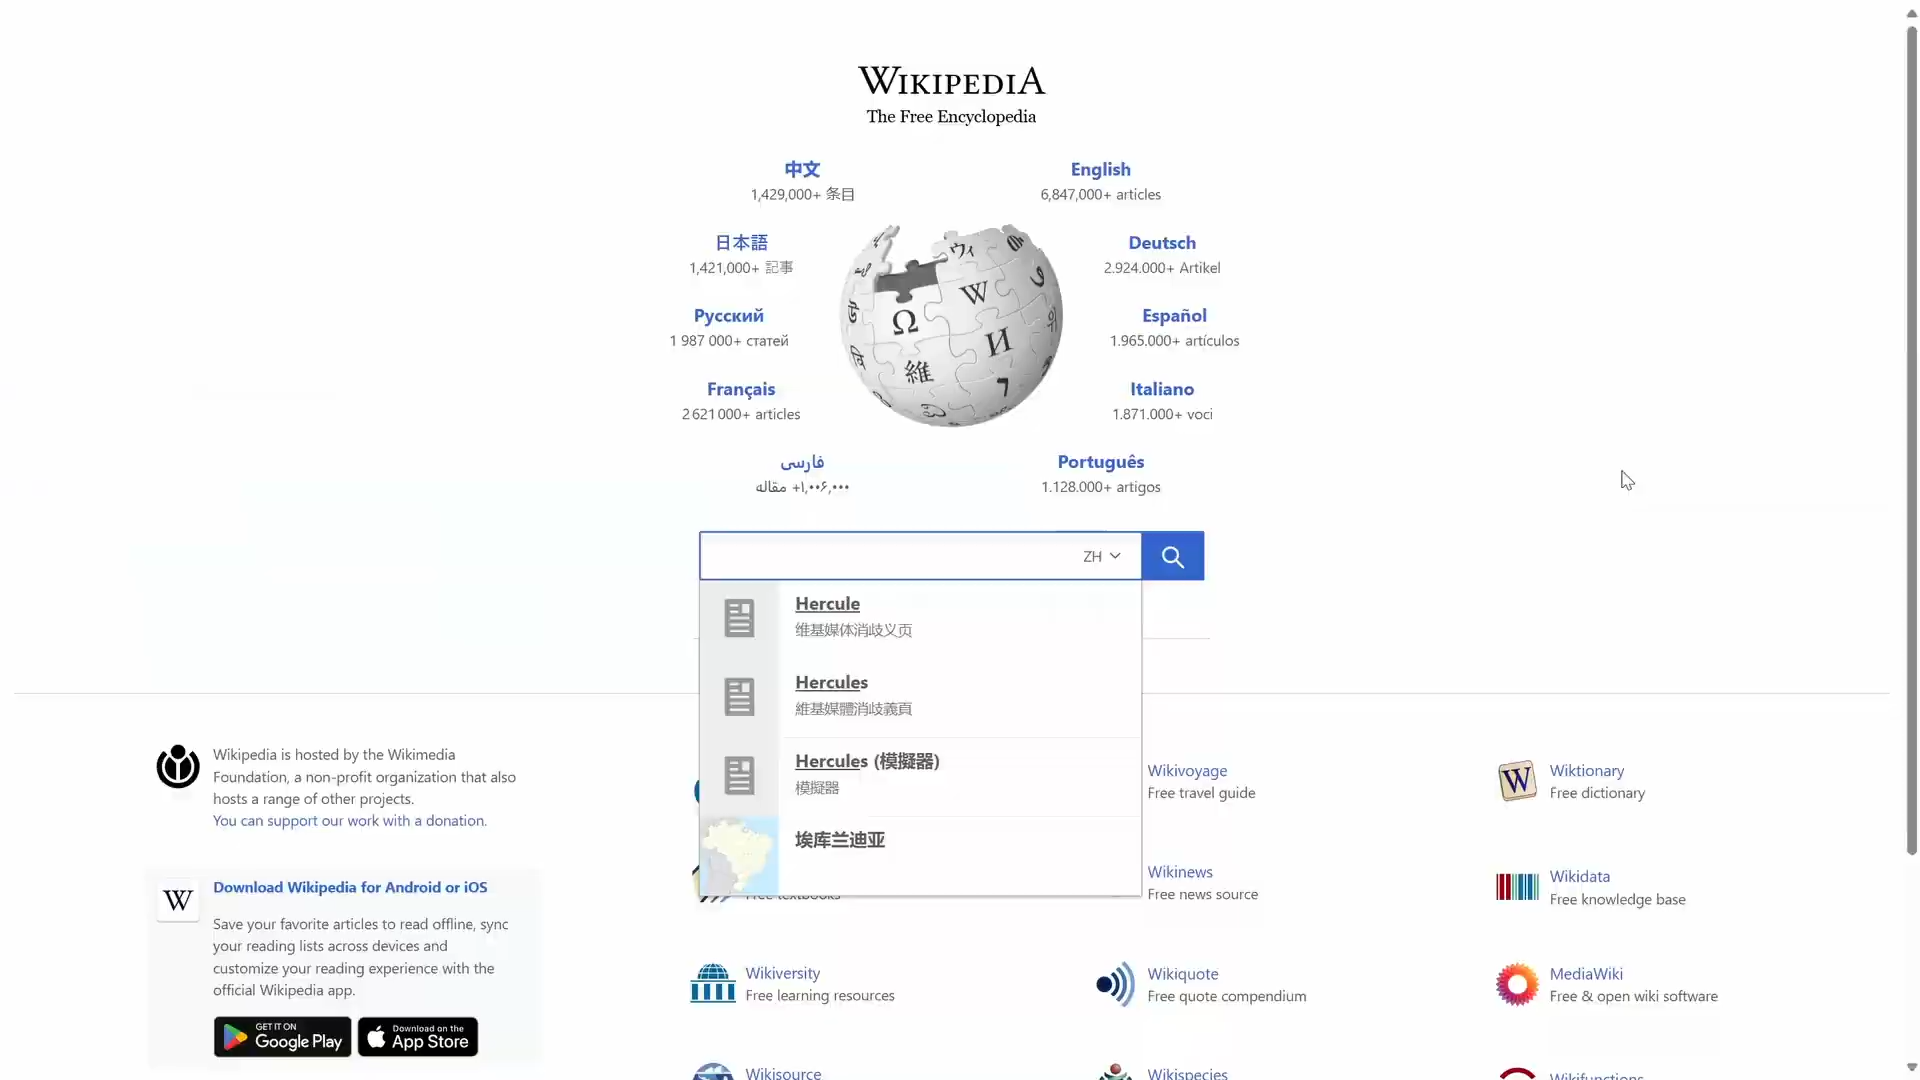 WIKIPEDIA
The Free Encyclopedia
中文
1,429,000+ 条目
English
6,847,000+ articles
日本語
1,421,000+ 記事
Deutsch
2.924.000+ Artikel
Русский
1 987 000+ статей
Español
1.965.000+ artículos
Français
2 621 000+ articles
Italiano
1.871.000+ voci
فارسی
۱٬۰۰۶٬۰۰۰+ مقاله
Português
1.128.000+ artigos
Ω
W
И
維
ウィ
ZH
Hercule
维基媒体消歧义页
Hercules
維基媒體消歧義頁
Hercules (模擬器)
模擬器
埃库兰迪亚
Wikipedia is hosted by the Wikimedia
Foundation, a non-profit organization that also
hosts a range of other projects.
You can support our work with a donation.
W
Download Wikipedia for Android or iOS
Save your favorite articles to read offline, sync
your reading lists across devices and
customize your reading experience with the
official Wikipedia app.
GET IT ON
Google Play
Download on the
App Store
Wikivoyage
Free travel guide
W
Wiktionary
Free dictionary
Free textbooks
Wikinews
Free news source
Wikidata
Free knowledge base
Wikiversity
Free learning resources
Wikiquote
Free quote compendium
MediaWiki
Free & open wiki software
Wikisource
Wikispecies
Wikifunctions